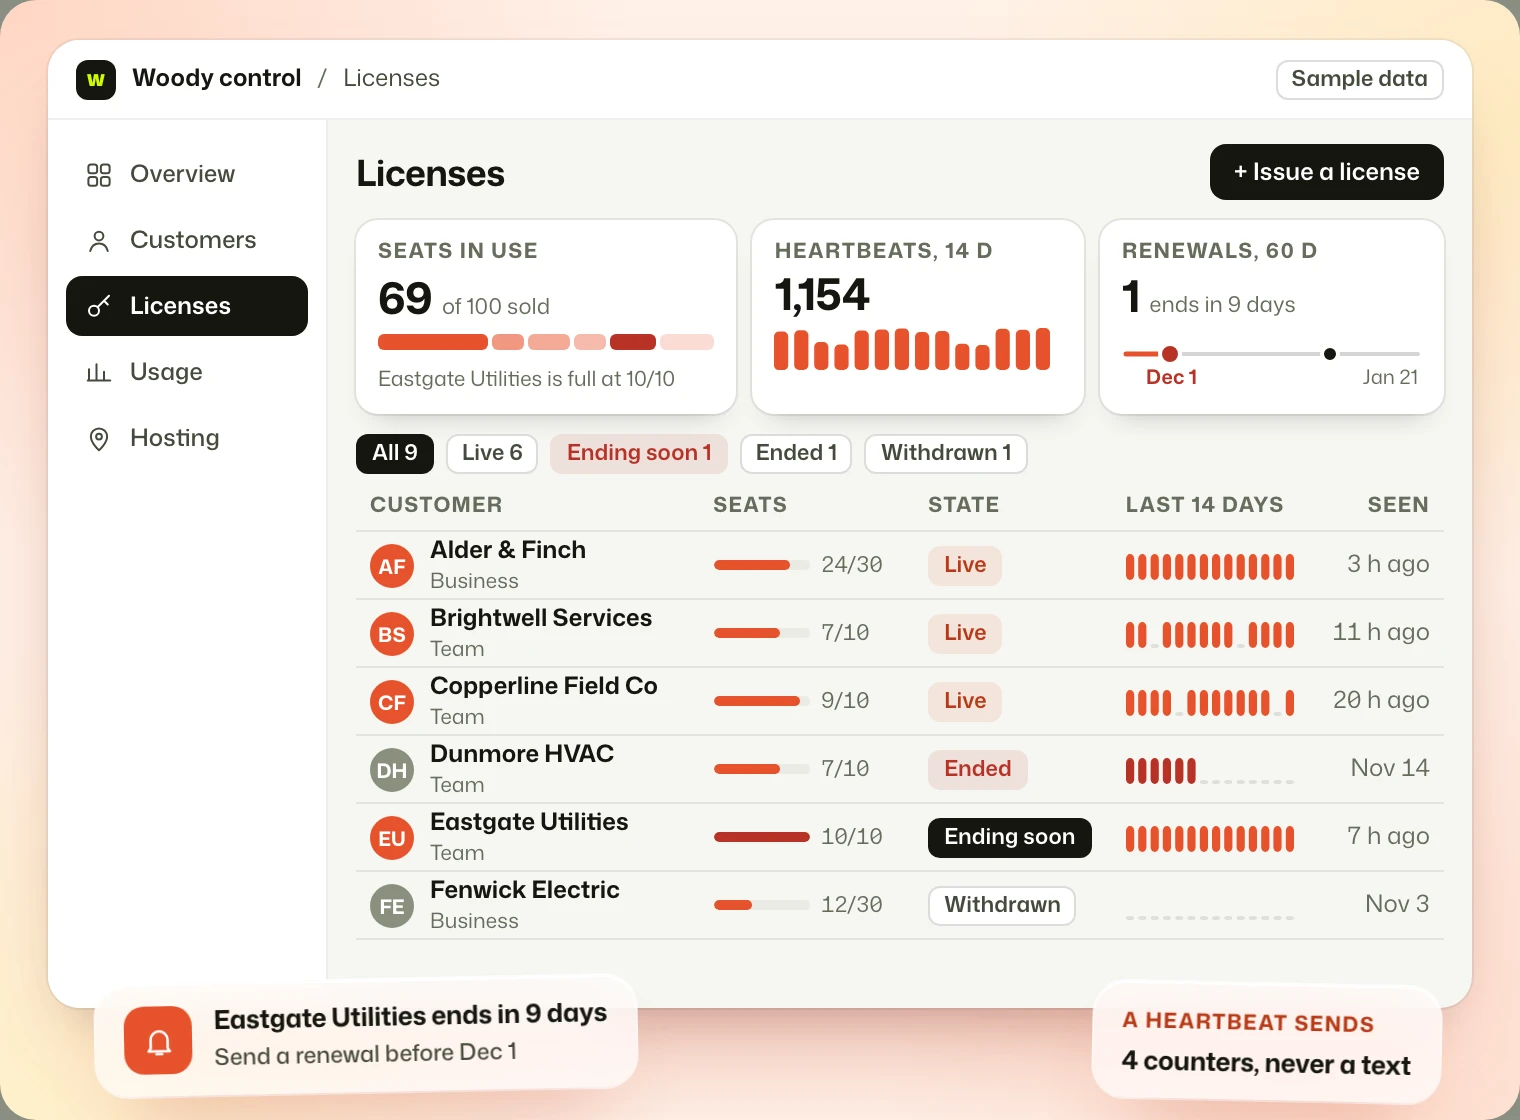 w Woody control / Licenses
Sample data
Overview
Customers
Licenses
Usage
Hosting
Licenses
+ Issue a license
SEATS IN USE
69 of 100 sold
Eastgate Utilities is full at 10/10
HEARTBEATS, 14 D
1,154
RENEWALS, 60 D
1 ends in 9 days
Dec 1
Jan 21
All 9
Live 6
Ending soon 1
Ended 1
Withdrawn 1
CUSTOMER SEATS STATE LAST 14 DAYS SEEN
AF Alder & Finch
Business
24/30 Live 3 h ago
BS Brightwell Services
Team
7/10 Live 11 h ago
CF Copperline Field Co
Team
9/10 Live 20 h ago
DH Dunmore HVAC
Team
7/10 Ended Nov 14
EU Eastgate Utilities
Team
10/10 Ending soon 7 h ago
FE Fenwick Electric
Business
12/30 Withdrawn Nov 3
Eastgate Utilities ends in 9 days
Send a renewal before Dec 1
A HEARTBEAT SENDS
4 counters, never a text